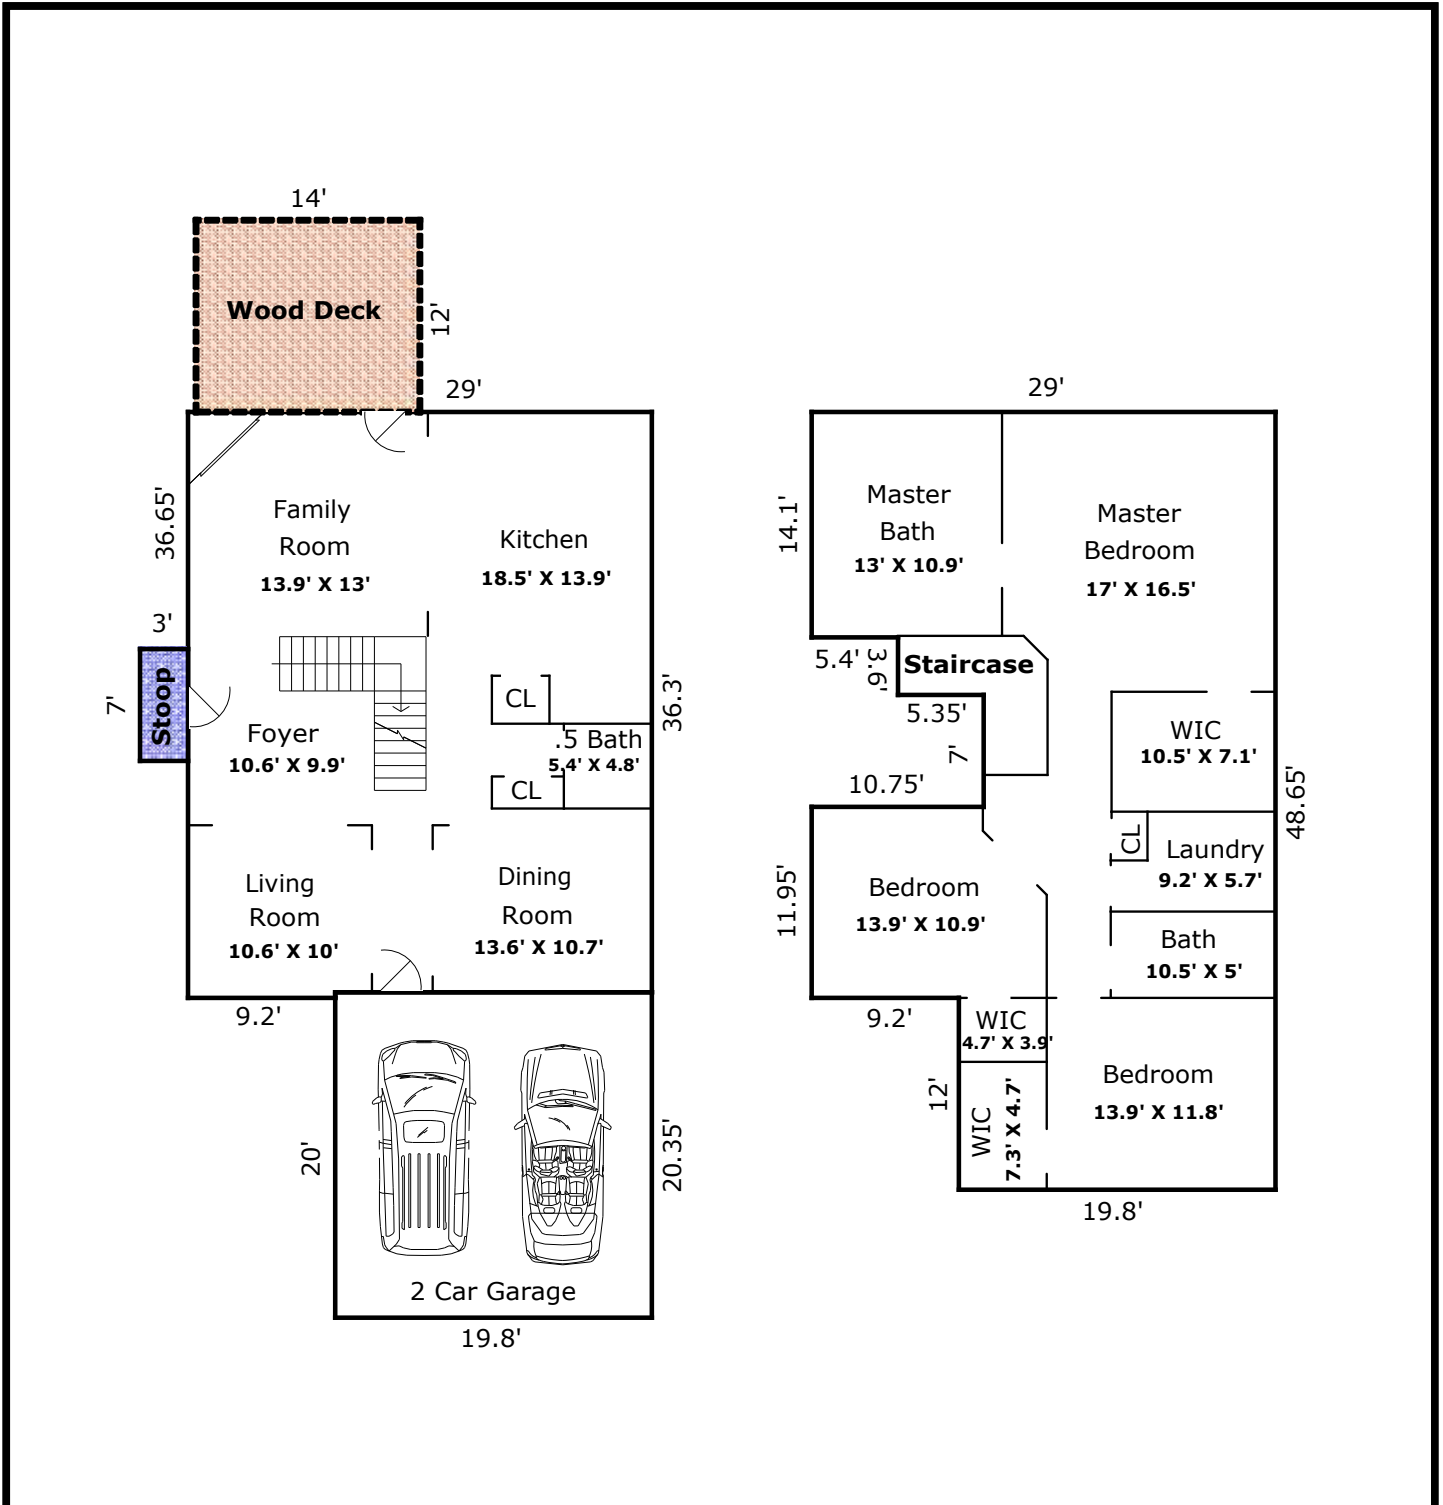 14'
Wood Deck
12'
29'
36.65'
Family
Room
13.9' X 13'
Kitchen
18.5' X 13.9'
3'
7'
Stoop
Foyer
10.6' X 9.9'
CL
.5 Bath
5.4' X 4.8'
CL
36.3'
Living
Room
10.6' X 10'
Dining
Room
13.6' X 10.7'
9.2'
20'
20.35'
2 Car Garage
19.8'
29'
14.1'
Master
Bath
13' X 10.9'
Master
Bedroom
17' X 16.5'
5.4'
3.6'
Staircase
5.35'
7'
10.75'
WIC
10.5' X 7.1'
48.65'
CL
Laundry
9.2' X 5.7'
11.95'
Bedroom
13.9' X 10.9'
Bath
10.5' X 5'
9.2'
WIC
4.7' X 3.9'
12'
WIC
7.3' X 4.7'
Bedroom
13.9' X 11.8'
19.8'